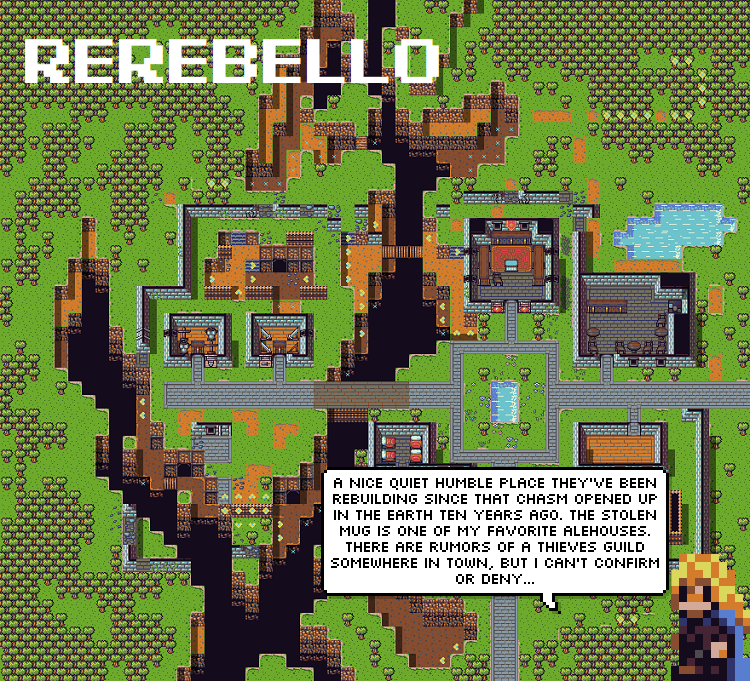 REREBELLO
A NICE QUIET HUMBLE PLACE THEY'VE BEEN
REBUILDING SINCE THAT CHASM OPENED UP
IN THE EARTH TEN YEARS AGO. THE STOLEN
MUG IS ONE OF MY FAVORITE ALEHOUSES.
THERE ARE RUMORS OF A THIEVES GUILD
SOMEWHERE IN TOWN, BUT I CAN'T CONFIRM
OR DENY...